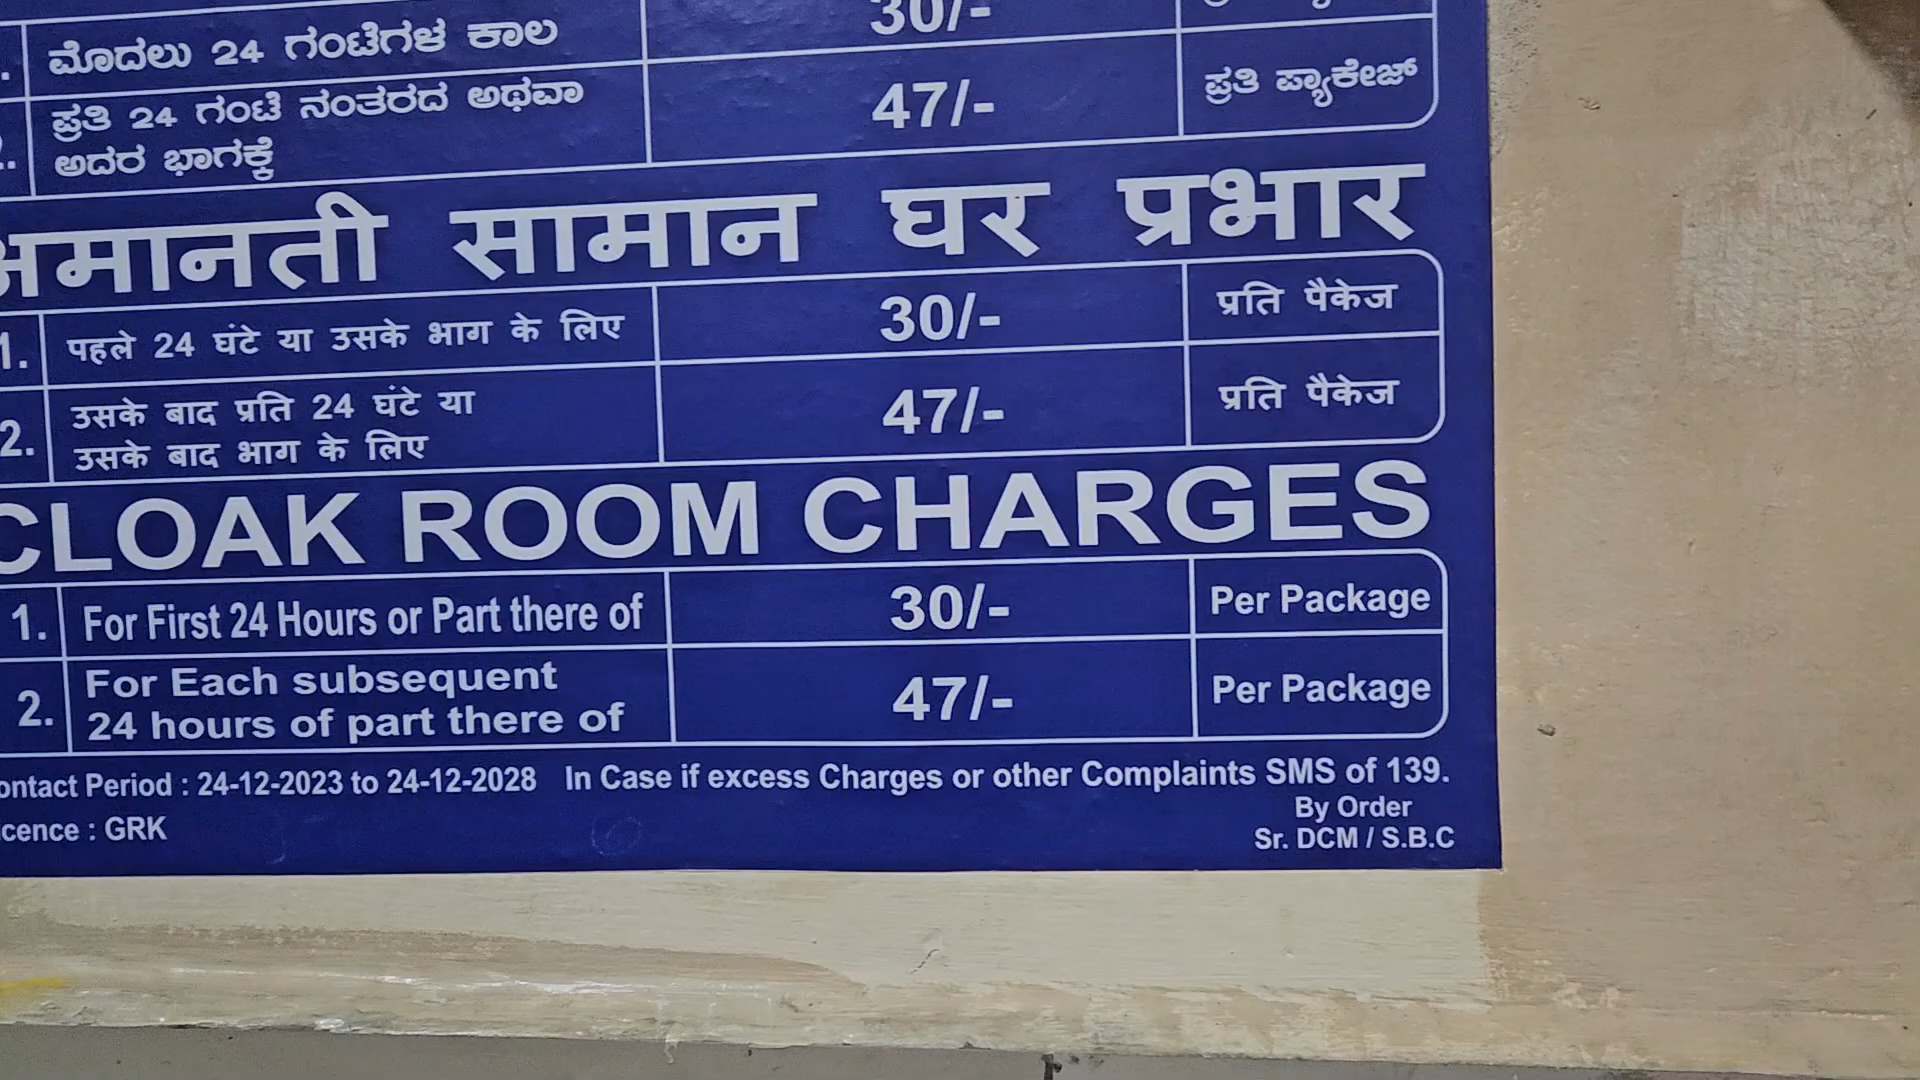 ಮೊದಲು 24 ಗಂಟೆಗಳ ಕಾಲ 30/-
ಪ್ರತಿ 24 ಗಂಟೆ ನಂತರದ ಅಥವಾ
ಅದರ ಭಾಗಕ್ಕೆ 47/- ಪ್ರತಿ ಪ್ಯಾಕೇಜ್
अमानती सामान घर प्रभार
1. पहले 24 घंटे या उसके भाग के लिए 30/- प्रति पैकेज
2. उसके बाद प्रति 24 घंटे या
उसके बाद भाग के लिए 47/- प्रति पैकेज
CLOAK ROOM CHARGES
1. For First 24 Hours or Part there of 30/- Per Package
2. For Each subsequent
24 hours of part there of 47/- Per Package
ontact Period : 24-12-2023 to 24-12-2028 In Case if excess Charges or other Complaints SMS of 139.
cence : GRK By Order
Sr. DCM / S.B.C